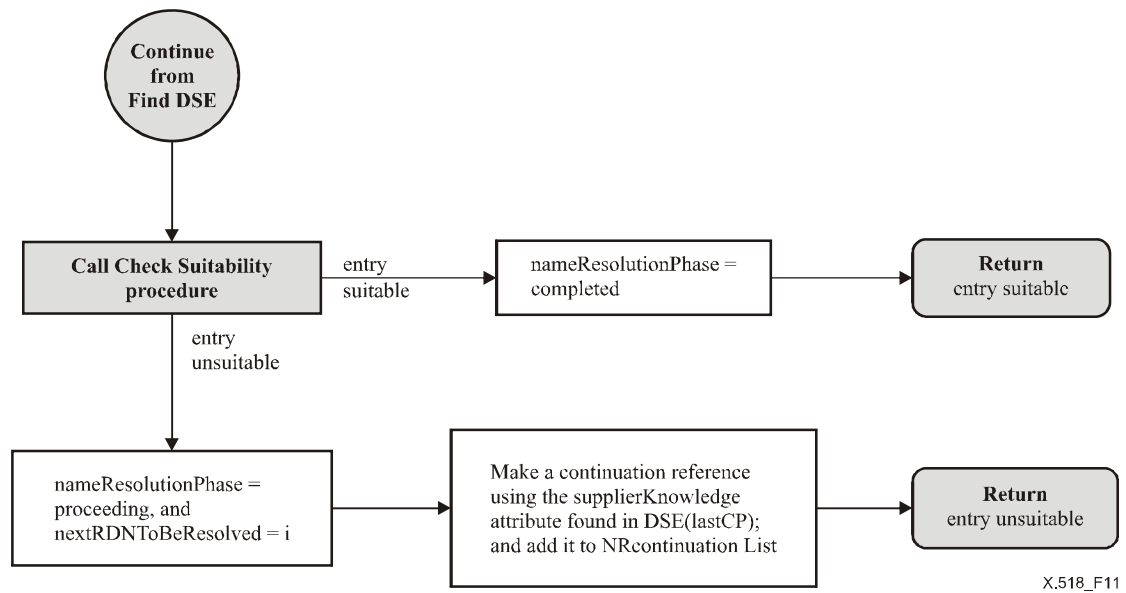 Continue
from
Find DSE
Call Check Suitability
procedure
entry
suitable
nameResolutionPhase =
completed
Return
entry suitable
entry
unsuitable
nameResolutionPhase =
proceeding, and
nextRDNToBeResolved = i
Make a continuation reference
using the supplierKnowledge
attribute found in DSE(lastCP);
and add it to NRcontinuation List
Return
entry unsuitable
X.518_F11